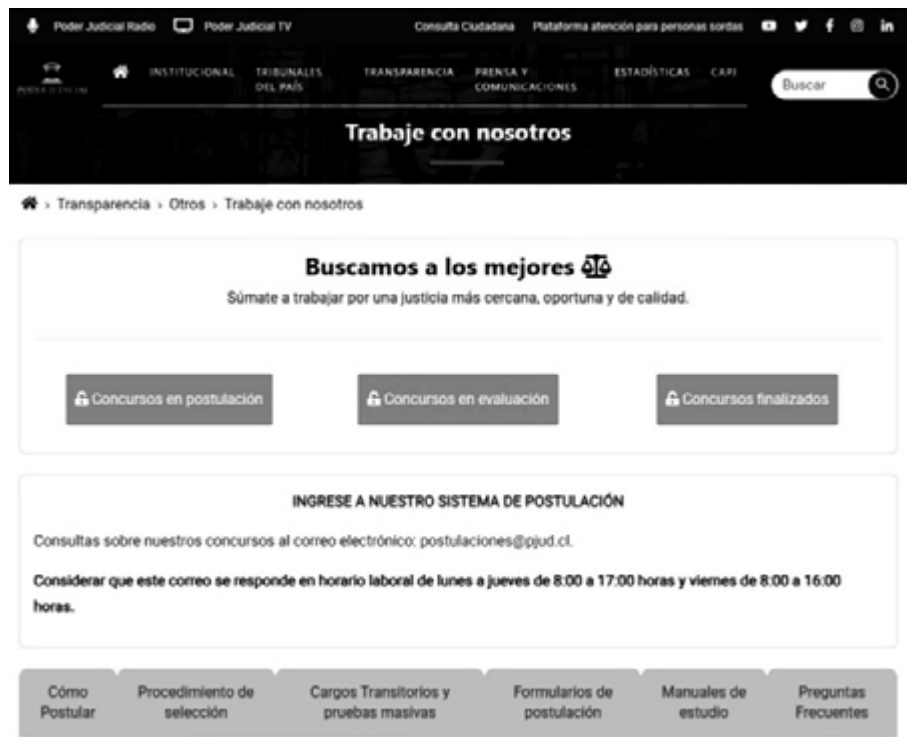 Poder Judicial Radio Poder Judicial TV Consulta Ciudadana Plataforma atención para personas sordas
INSTITUCIONAL TRIBUNALES DEL PAÍS TRANSPARENCIA PRENSA Y COMUNICACIONES ESTADÍSTICAS CAPJ Buscar
PODER JUDICIAL
Trabaje con nosotros
› Transparencia › Otros › Trabaje con nosotros
Buscamos a los mejores
Súmate a trabajar por una justicia más cercana, oportuna y de calidad.
Concursos en postulación Concursos en evaluación Concursos finalizados
INGRESE A NUESTRO SISTEMA DE POSTULACIÓN
Consultas sobre nuestros concursos al correo electrónico: postulaciones@pjud.cl.
Considerar que este correo se responde en horario laboral de lunes a jueves de 8:00 a 17:00 horas y viernes de 8:00 a 16:00
horas.
Cómo Postular Procedimiento de selección Cargos Transitorios y pruebas masivas Formularios de postulación Manuales de estudio Preguntas Frecuentes